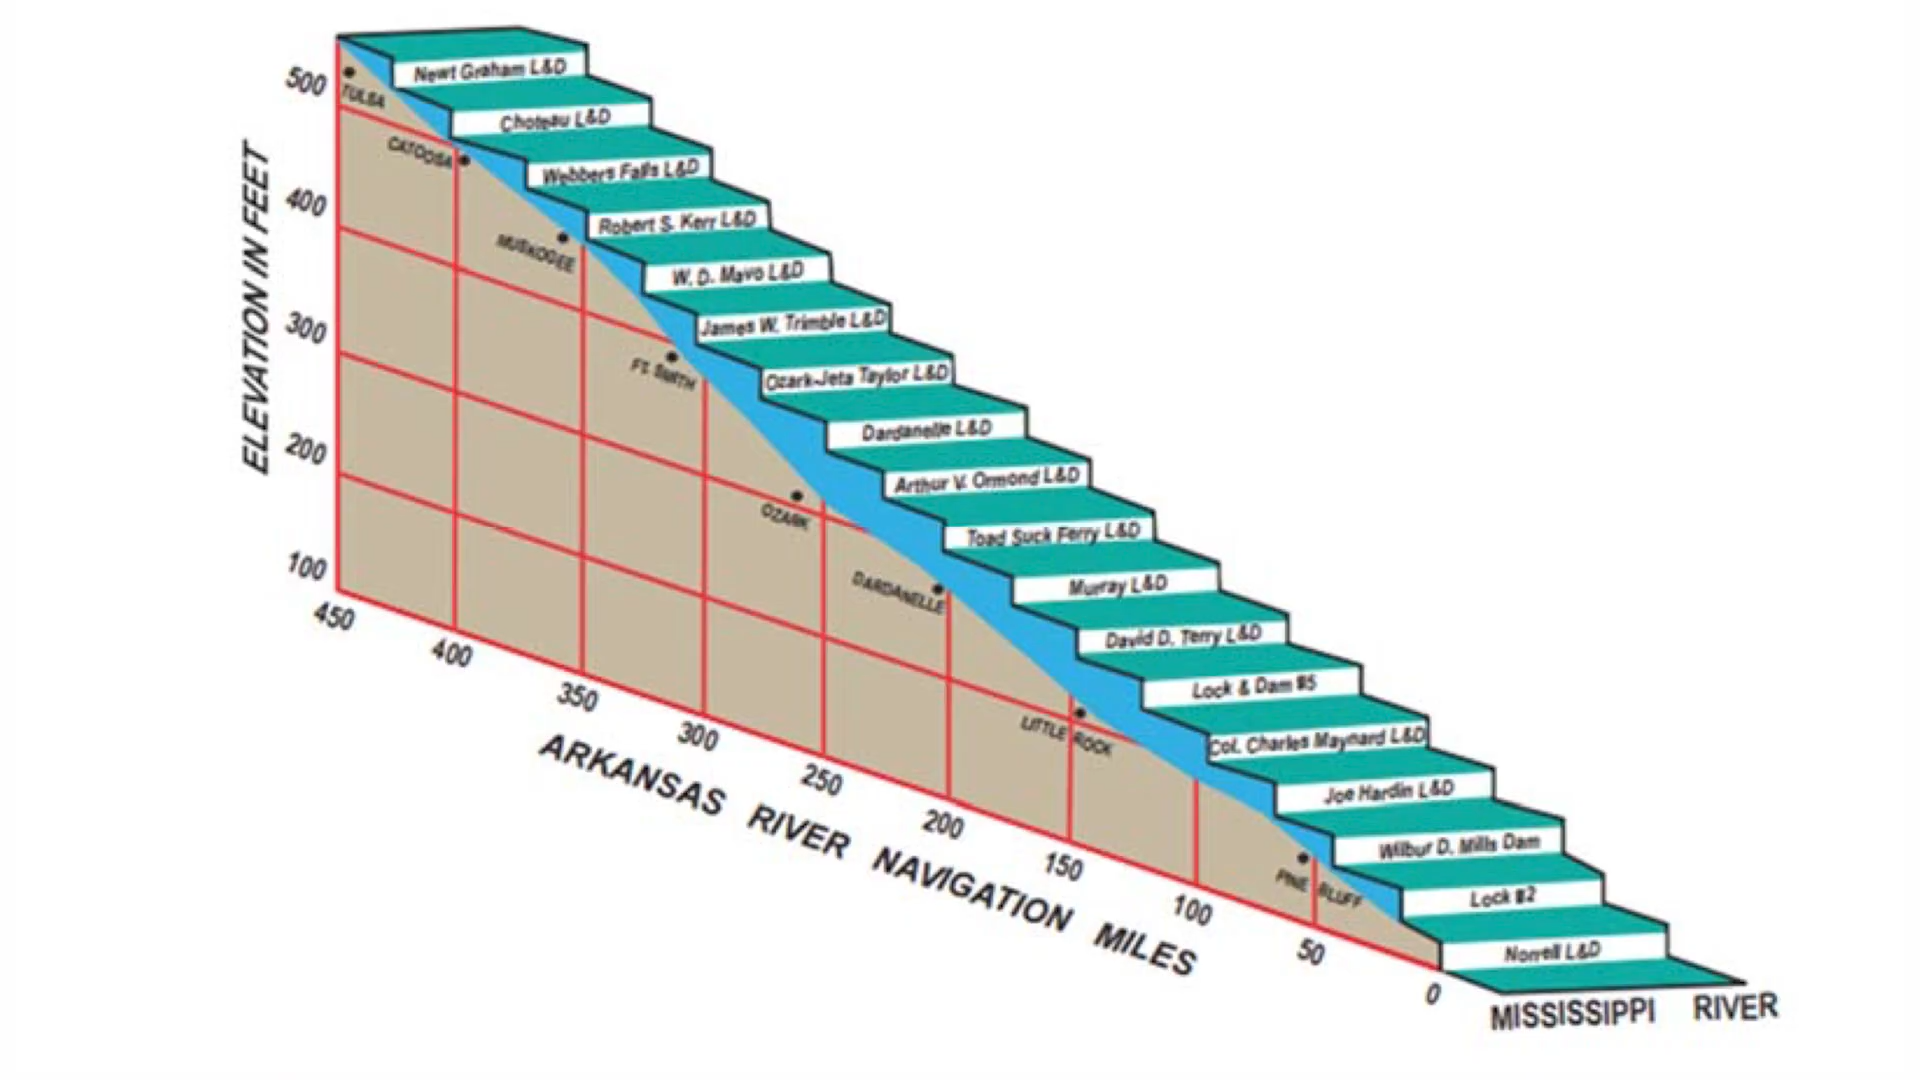 500
400
300
200
100
ELEVATION IN FEET
Newt Graham L&D
Choteau L&D
Webbers Falls L&D
Robert S. Kerr L&D
W. D. Mayo L&D
James W. Trimble L&D
Ozark-Jeta Taylor L&D
Dardanelle L&D
Arthur V. Ormond L&D
Toad Suck Ferry L&D
Murray L&D
David D. Terry L&D
Lock & Dam #5
Col. Charles Maynard L&D
Joe Hardin L&D
Wilbur D. Mills Dam
Lock #2
Norrell L&D
TULSA
CATOOSA
MUSKOGEE
FT. SMITH
OZARK
DARDANELLE
LITTLE ROCK
PINE BLUFF
450
400
350
300
250
200
150
100
50
0
ARKANSAS RIVER NAVIGATION MILES
MISSISSIPPI RIVER